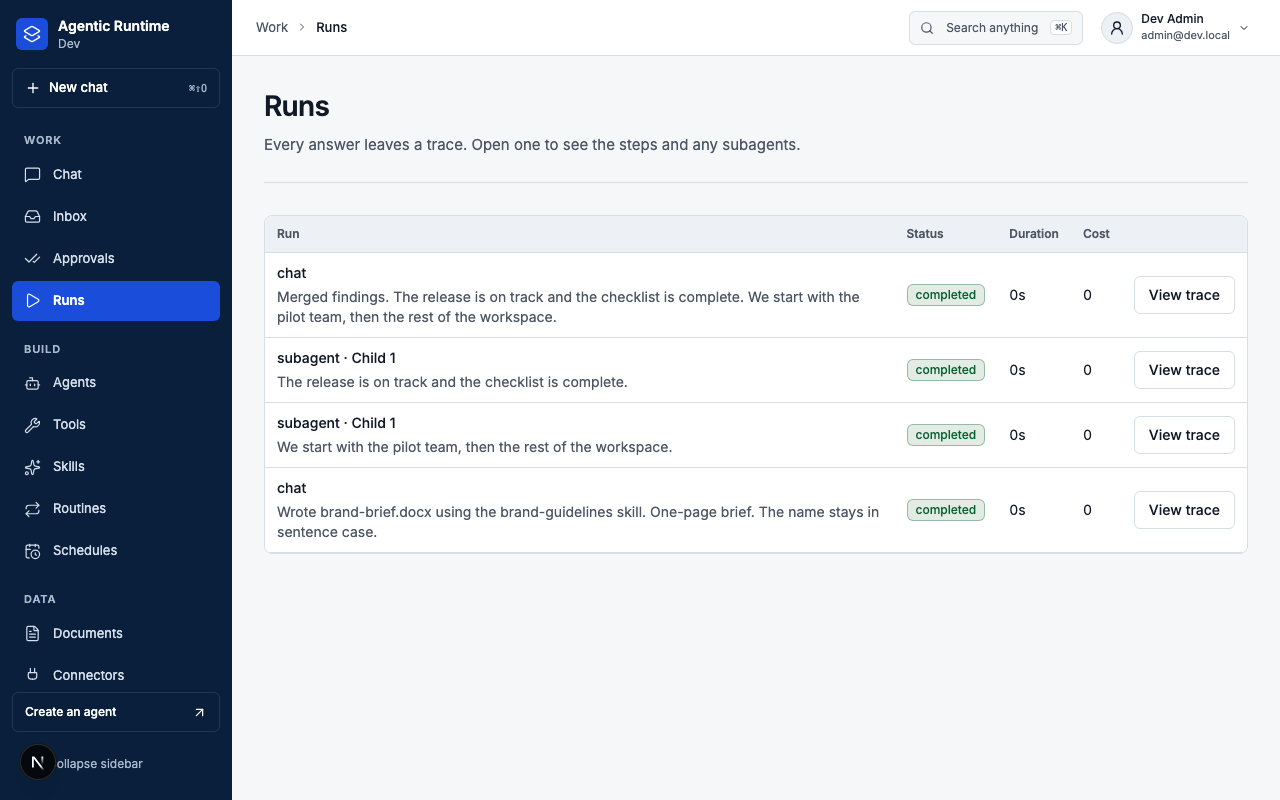 Agentic Runtime
Dev
New chat ⌘⇧O
WORK
Chat
Inbox
Approvals
Runs
BUILD
Agents
Tools
Skills
Routines
Schedules
DATA
Documents
Connectors
Create an agent
N
ollapse sidebar
Work > Runs
Search anything ⌘K
Dev Admin
admin@dev.local
Runs
Every answer leaves a trace. Open one to see the steps and any subagents.
Run Status Duration Cost
chat
Merged findings. The release is on track and the checklist is complete. We start with the
pilot team, then the rest of the workspace.
completed 0s 0 View trace
subagent · Child 1
The release is on track and the checklist is complete.
completed 0s 0 View trace
subagent · Child 1
We start with the pilot team, then the rest of the workspace.
completed 0s 0 View trace
chat
Wrote brand-brief.docx using the brand-guidelines skill. One-page brief. The name stays in
sentence case.
completed 0s 0 View trace